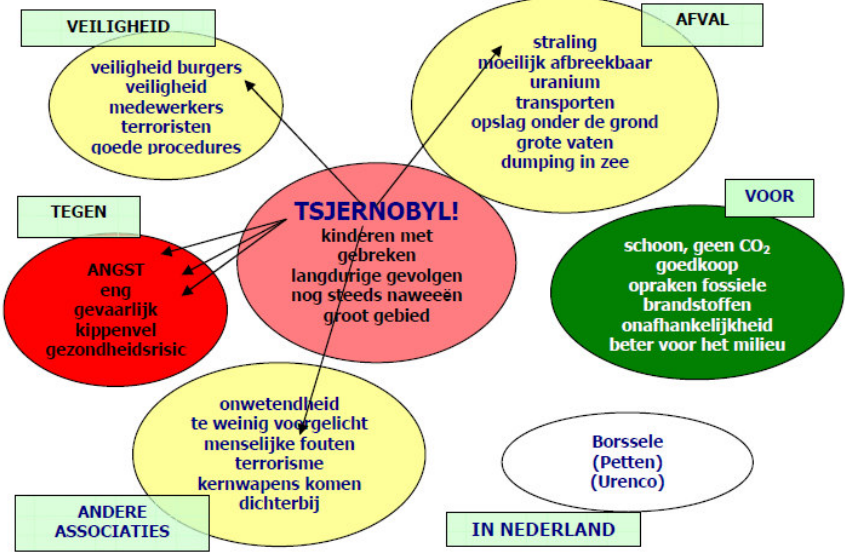 VEILIGHEID
veiligheid burgers
veiligheid
medewerkers
terroristen
goede procedures
AFVAL
straling
moeilijk afbreekbaar
uranium
transporten
opslag onder de grond
grote vaten
dumping in zee
TSJERNOBYL!
kinderen met
gebreken
langdurige gevolgen
nog steeds naweeën
groot gebied
TEGEN
ANGST
eng
gevaarlijk
kippenvel
gezondheidsrisic
VOOR
schoon, geen CO₂
goedkoop
opraken fossiele
brandstoffen
onafhankelijkheid
beter voor het milieu
onwetendheid
te weinig voorgelicht
menselijke fouten
terrorisme
kernwapens komen
dichterbij
ANDERE
ASSOCIATIES
Borssele
(Petten)
(Urenco)
IN NEDERLAND